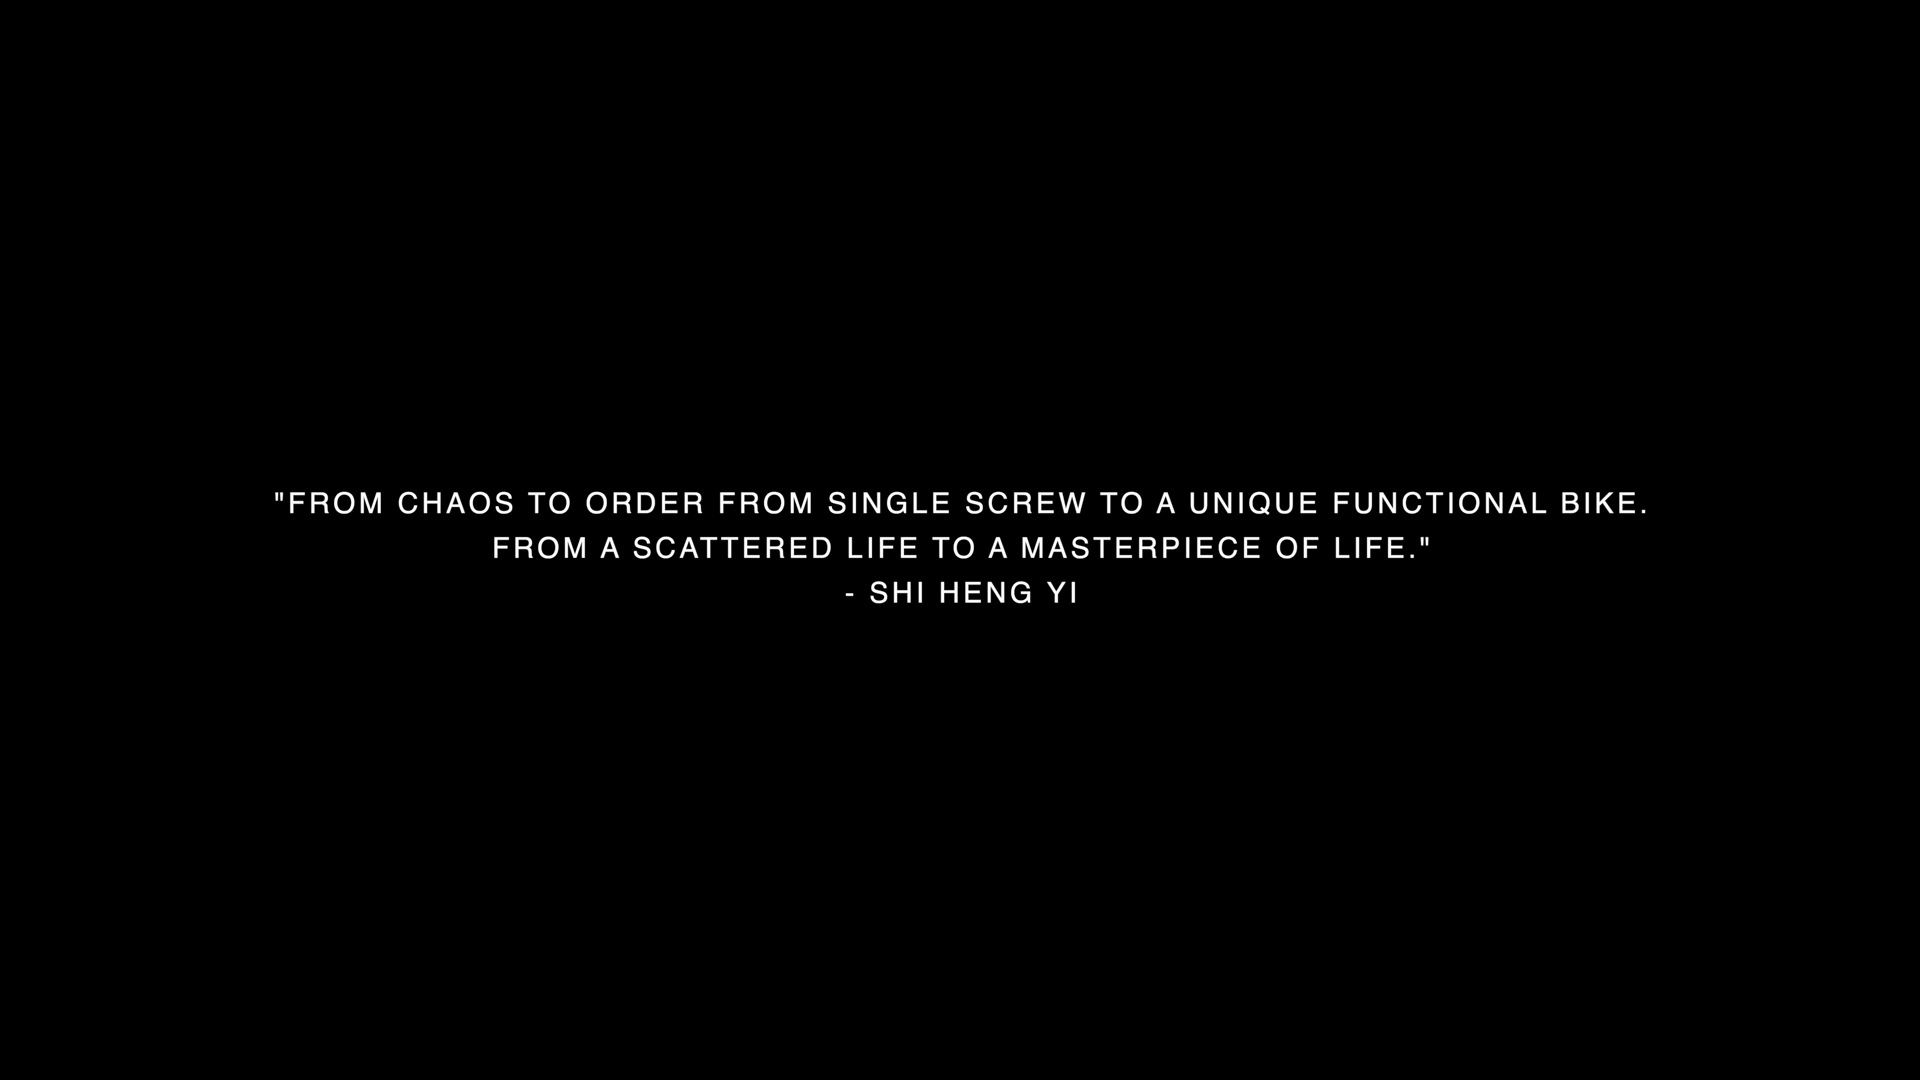 "FROM CHAOS TO ORDER FROM SINGLE SCREW TO A UNIQUE FUNCTIONAL BIKE.
FROM A SCATTERED LIFE TO A MASTERPIECE OF LIFE."
- SHI HENG YI